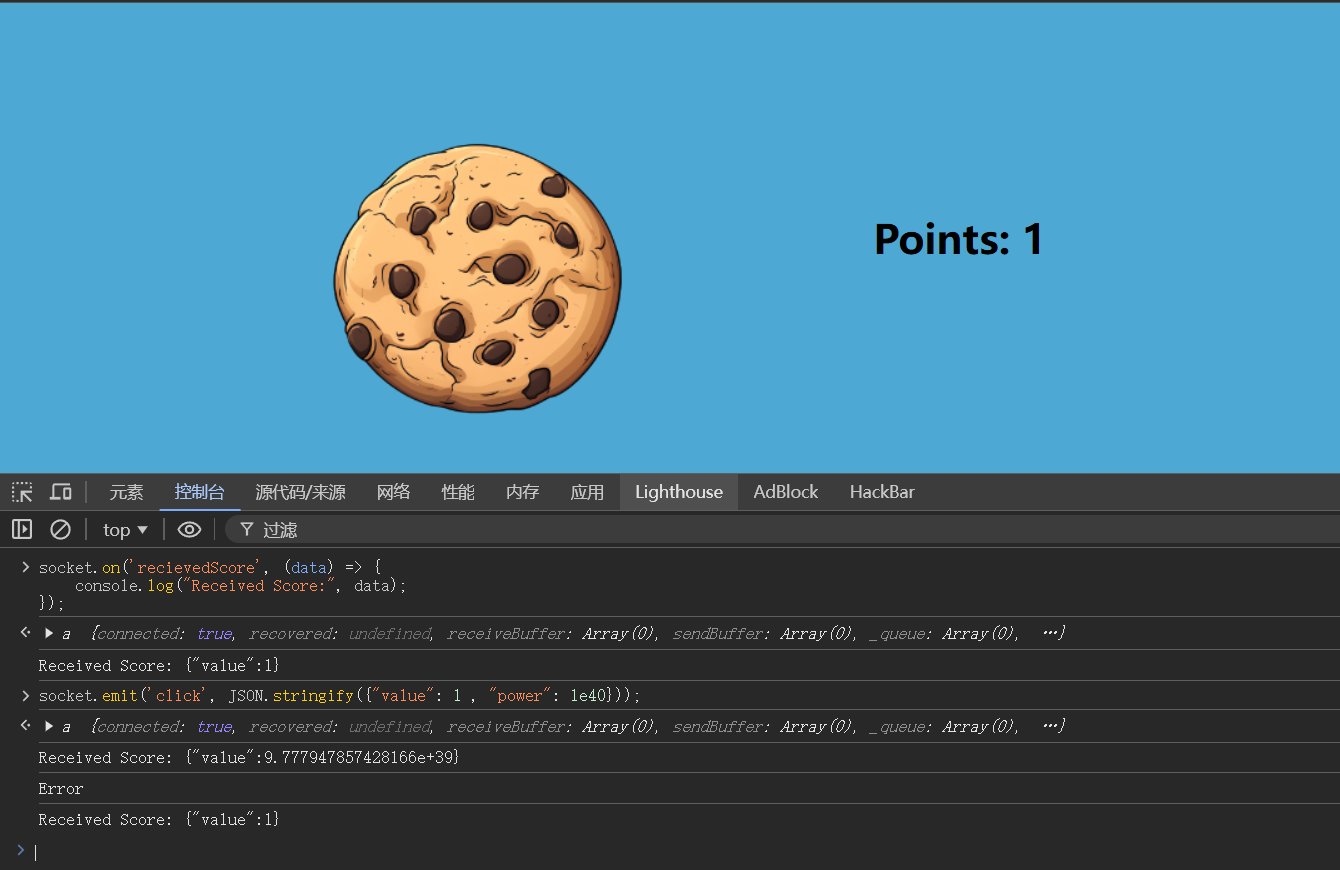 Points: 1
元素 控制台 源代码/来源 网络 性能 内存 应用 Lighthouse AdBlock HackBar
top ▼ 过滤
> socket.on('recievedScore', (data) => {
console.log("Received Score:", data);
});
<· ▶ a {connected: true, recovered: undefined, receiveBuffer: Array(0), sendBuffer: Array(0), _queue: Array(0), …}
Received Score: {"value":1}
> socket.emit('click', JSON.stringify({"value": 1 , "power": 1e40}));
<· ▶ a {connected: true, recovered: undefined, receiveBuffer: Array(0), sendBuffer: Array(0), _queue: Array(0), …}
Received Score: {"value":9.777947857428166e+39}
Error
Received Score: {"value":1}
>